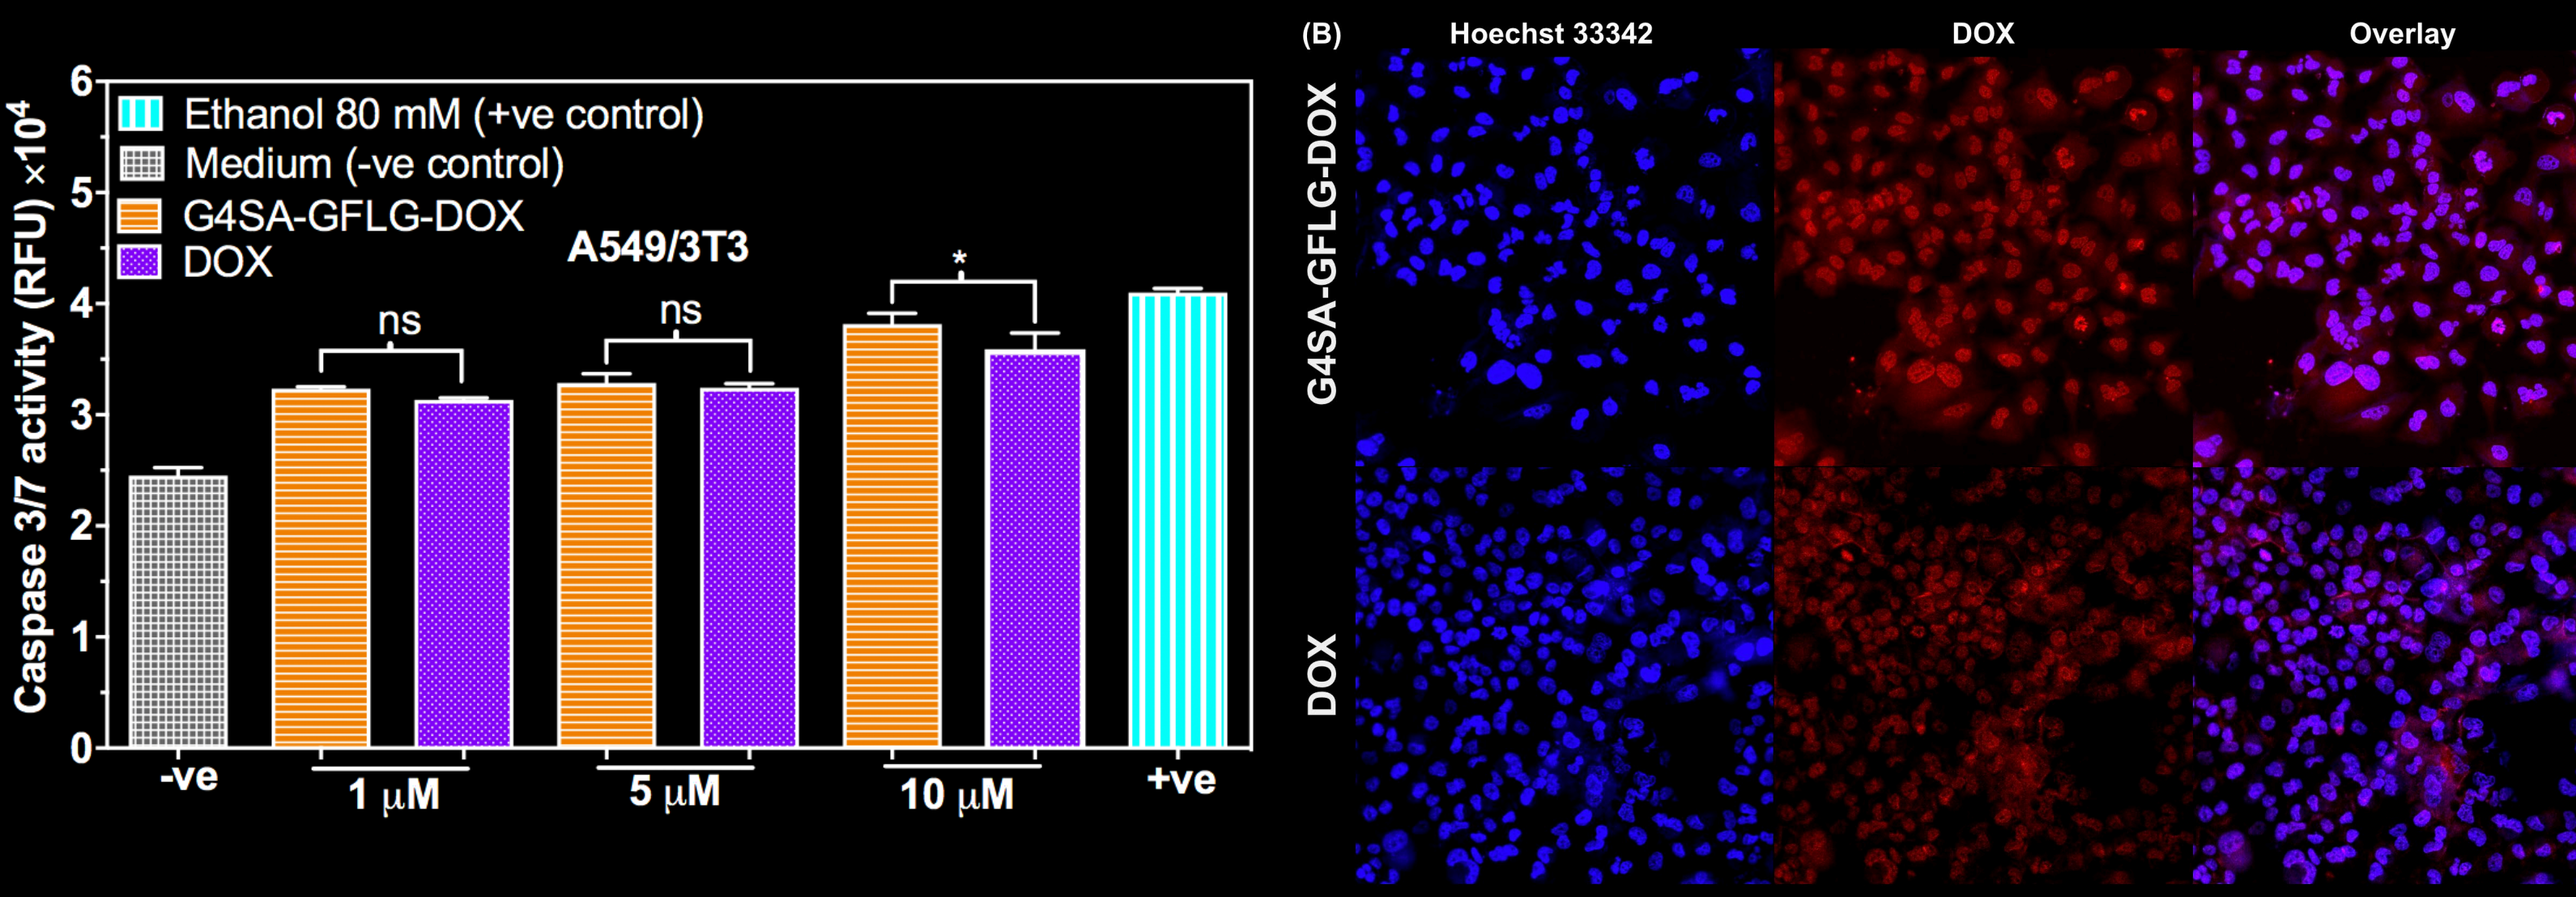 Caspase 3/7 activity (RFU) ×10⁴
6
5
4
3
2
1
0
Ethanol 80 mM (+ve control)
Medium (-ve control)
G4SA-GFLG-DOX
DOX
A549/3T3
ns
ns
*
-ve
1 μM
5 μM
10 μM
+ve
(B)
Hoechst 33342
DOX
Overlay
G4SA-GFLG-DOX
DOX